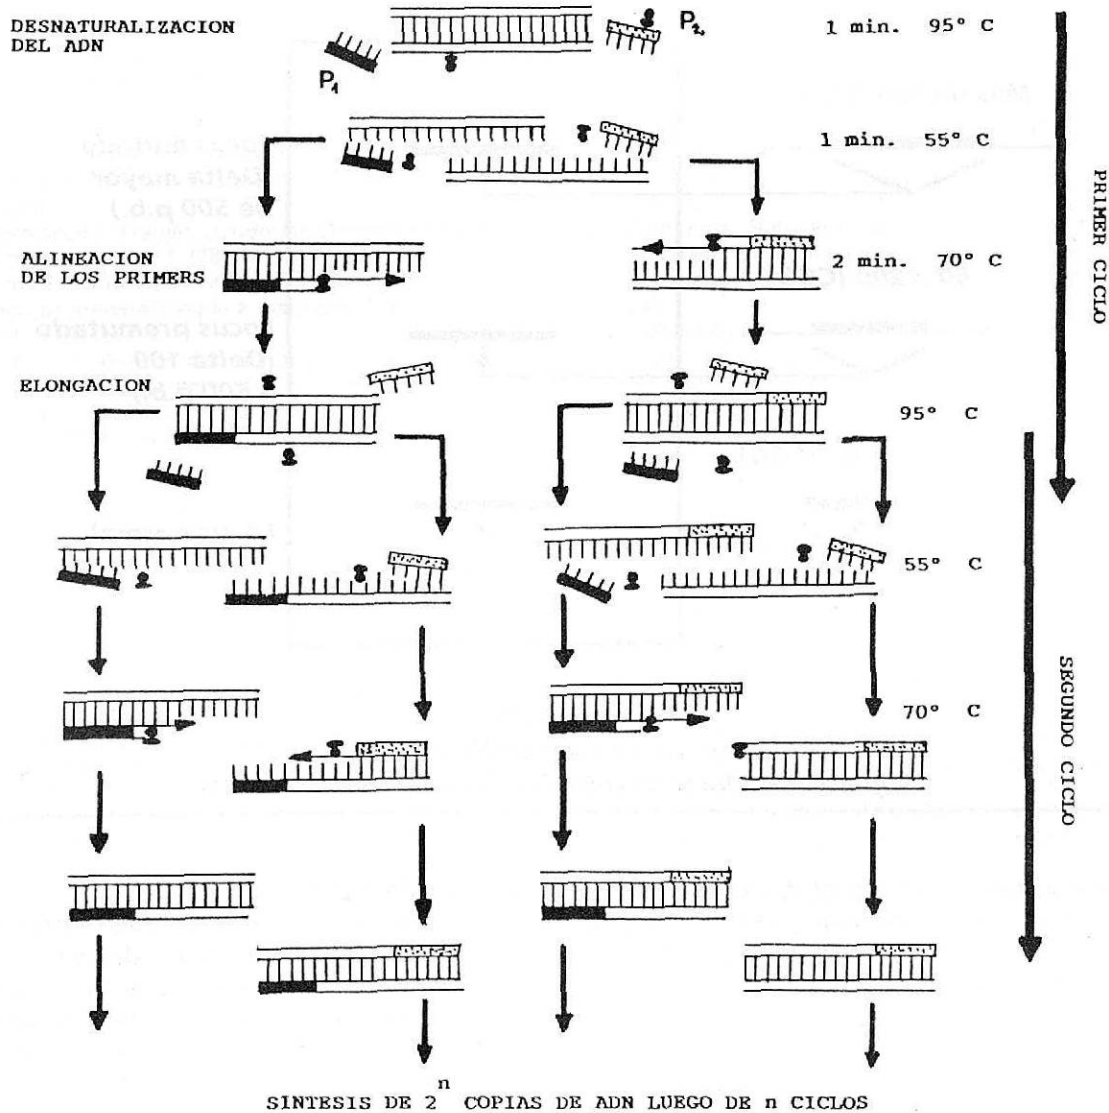 DESNATURALIZACION
DEL ADN
P₁
P₂
1 min. 95° C
1 min. 55° C
ALINEACION
DE LOS PRIMERS
2 min. 70° C
PRIMER CICLO
ELONGACION
95° C
55° C
70° C
SEGUNDO CICLO
SINTESIS DE 2ⁿ COPIAS DE ADN LUEGO DE n CICLOS